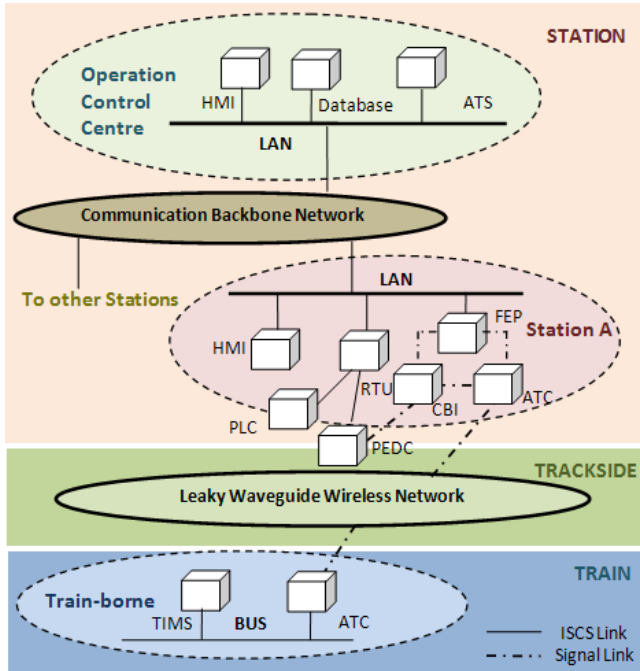 STATION
Operation
Control
Centre
HMI
Database
ATS
LAN
Communication Backbone Network
To other Stations
LAN
FEP
Station A
HMI
RTU
CBI
ATC
PLC
PEDC
TRACKSIDE
Leaky Waveguide Wireless Network
TRAIN
Train-borne
TIMS
BUS
ATC
ISCS Link
Signal Link